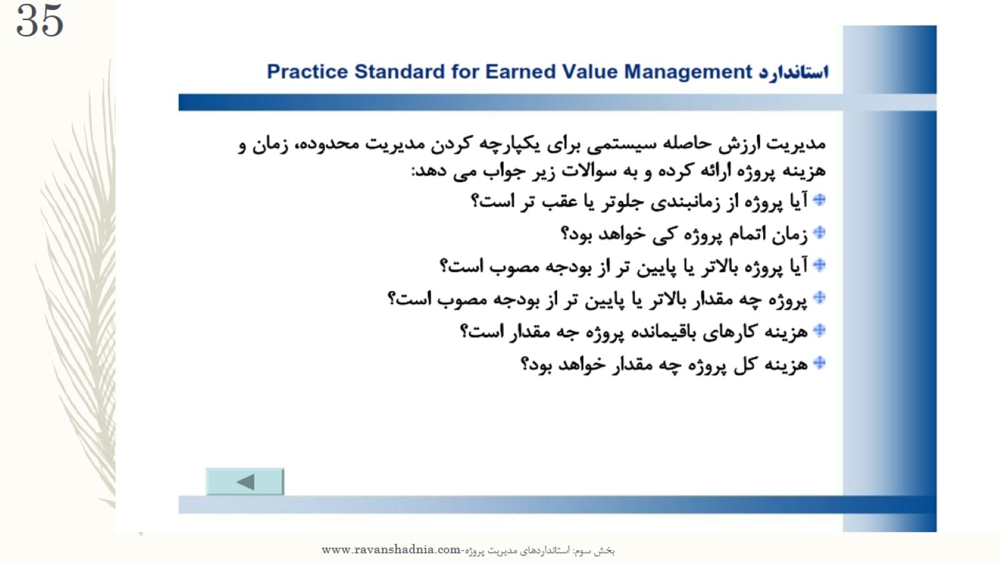 35
استاندارد Practice Standard for Earned Value Management
مدیریت ارزش حاصله سیستمی برای یکپارچه کردن مدیریت محدوده، زمان و
هزینه پروژه ارائه کرده و به سوالات زیر جواب می دهد:
آیا پروژه از زمانبندی جلوتر یا عقب تر است؟
زمان اتمام پروژه کی خواهد بود؟
آیا پروژه بالاتر یا پایین تر از بودجه مصوب است؟
پروژه چه مقدار بالاتر یا پایین تر از بودجه مصوب است؟
هزینه کارهای باقیمانده پروژه جه مقدار است؟
هزینه کل پروژه چه مقدار خواهد بود؟
بخش سوم: استانداردهای مدیریت پروژه-www.ravanshadnia.com